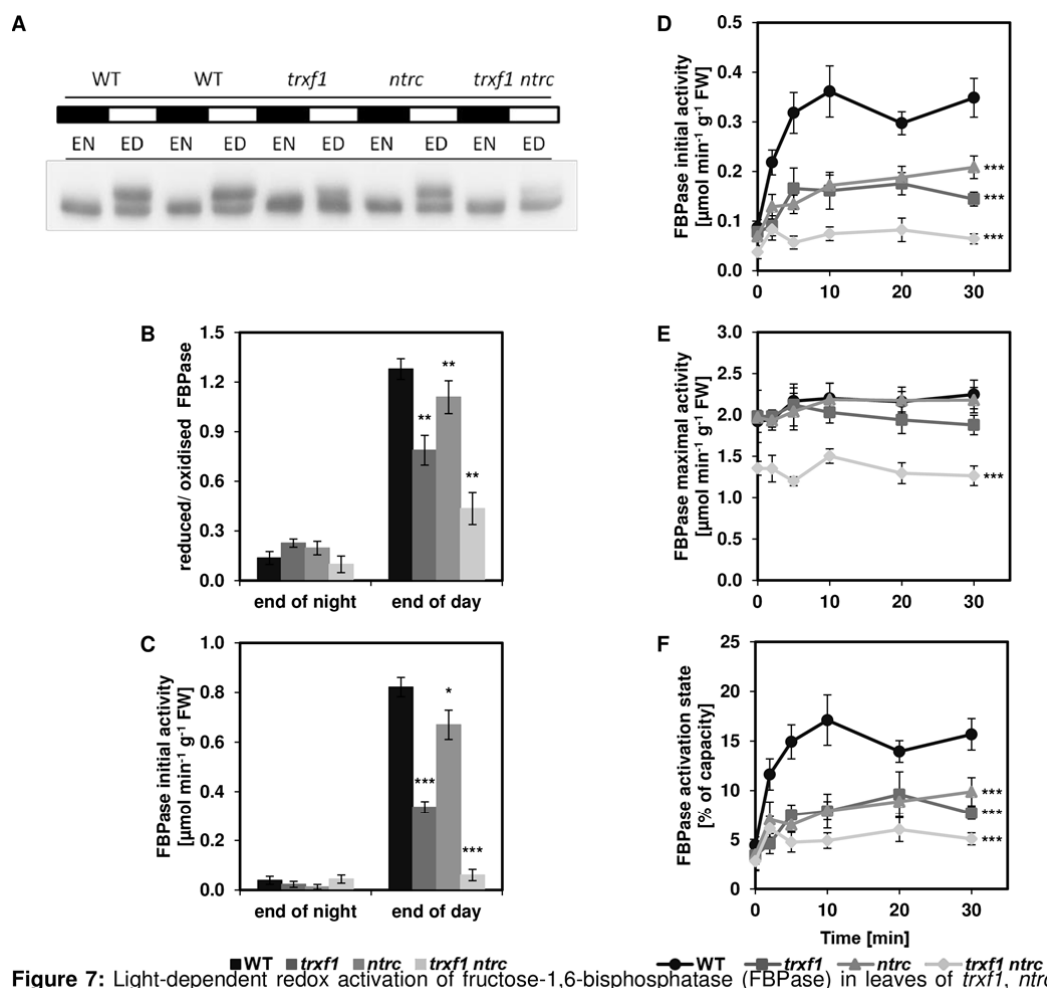 A
WT WT trxf1 ntrc trxf1 ntrc
EN ED EN ED EN ED EN ED EN ED
B
reduced/ oxidised FBPase
1.5
1.2
0.9
0.6
0.3
0.0
**
**
**
end of night end of day
C
FBPase initial activity
[µmol min⁻¹ g⁻¹ FW]
1.0
0.8
0.6
0.4
0.2
0.0
***
*
***
end of night end of day
WT trxf1 ntrc trxf1 ntrc
D
FBPase initial activity
[µmol min⁻¹ g⁻¹ FW]
0.5
0.4
0.3
0.2
0.1
0.0
***
***
***
0 10 20 30
E
FBPase maximal activity
[µmol min⁻¹ g⁻¹ FW]
3.0
2.5
2.0
1.5
1.0
0.5
0.0
***
0 10 20 30
F
FBPase activation state
[% of capacity]
25
20
15
10
5
0
***
***
***
0 10 20 30
Time [min]
WT trxf1 ntrc trxf1 ntrc
Figure 7: Light-dependent redox activation of fructose-1,6-bisphosphatase (FBPase) in leaves of trxf1, ntrc